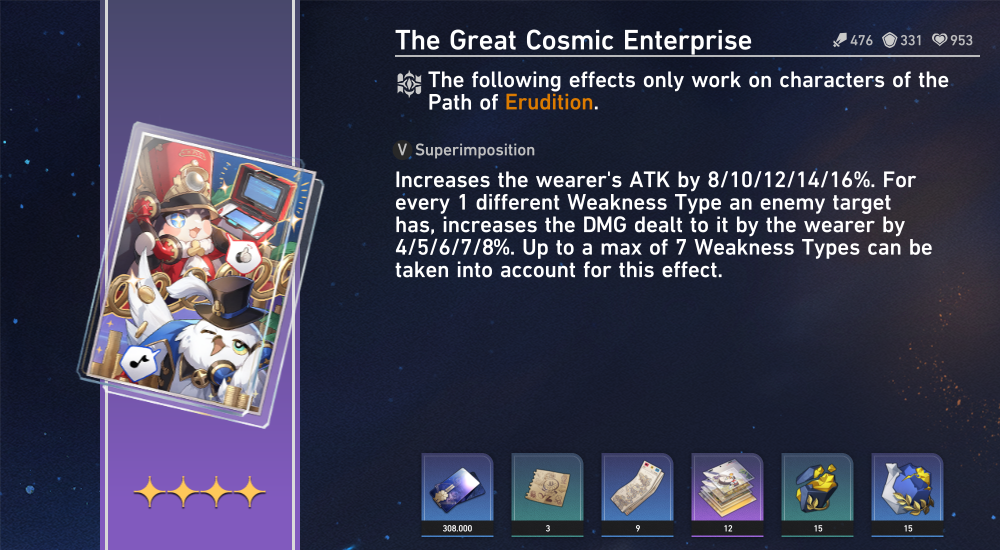 The Great Cosmic Enterprise
476 331 953
The following effects only work on characters of the
Path of Erudition.
V Superimposition
Increases the wearer's ATK by 8/10/12/14/16%. For
every 1 different Weakness Type an enemy target
has, increases the DMG dealt to it by the wearer by
4/5/6/7/8%. Up to a max of 7 Weakness Types can be
taken into account for this effect.
308.000 3 9 12 15 15